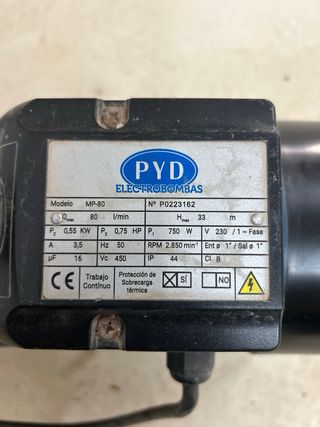 PYD
ELECTROBOMBAS
Modelo MP-80 Nº P0223162
Qmax 80 l/min Hmax 33 m
P2 0,55 KW P2 0,75 HP P1 750 W V 230 / 1~ Fase
A 3,5 Hz 50 RPM 2.850 min⁻¹ Ent ø 1" / Sal ø 1"
µF 16 Vc 450 IP 44 Cl B
CE Trabajo Contínuo Protección de Sobrecarga térmica SÍ NO